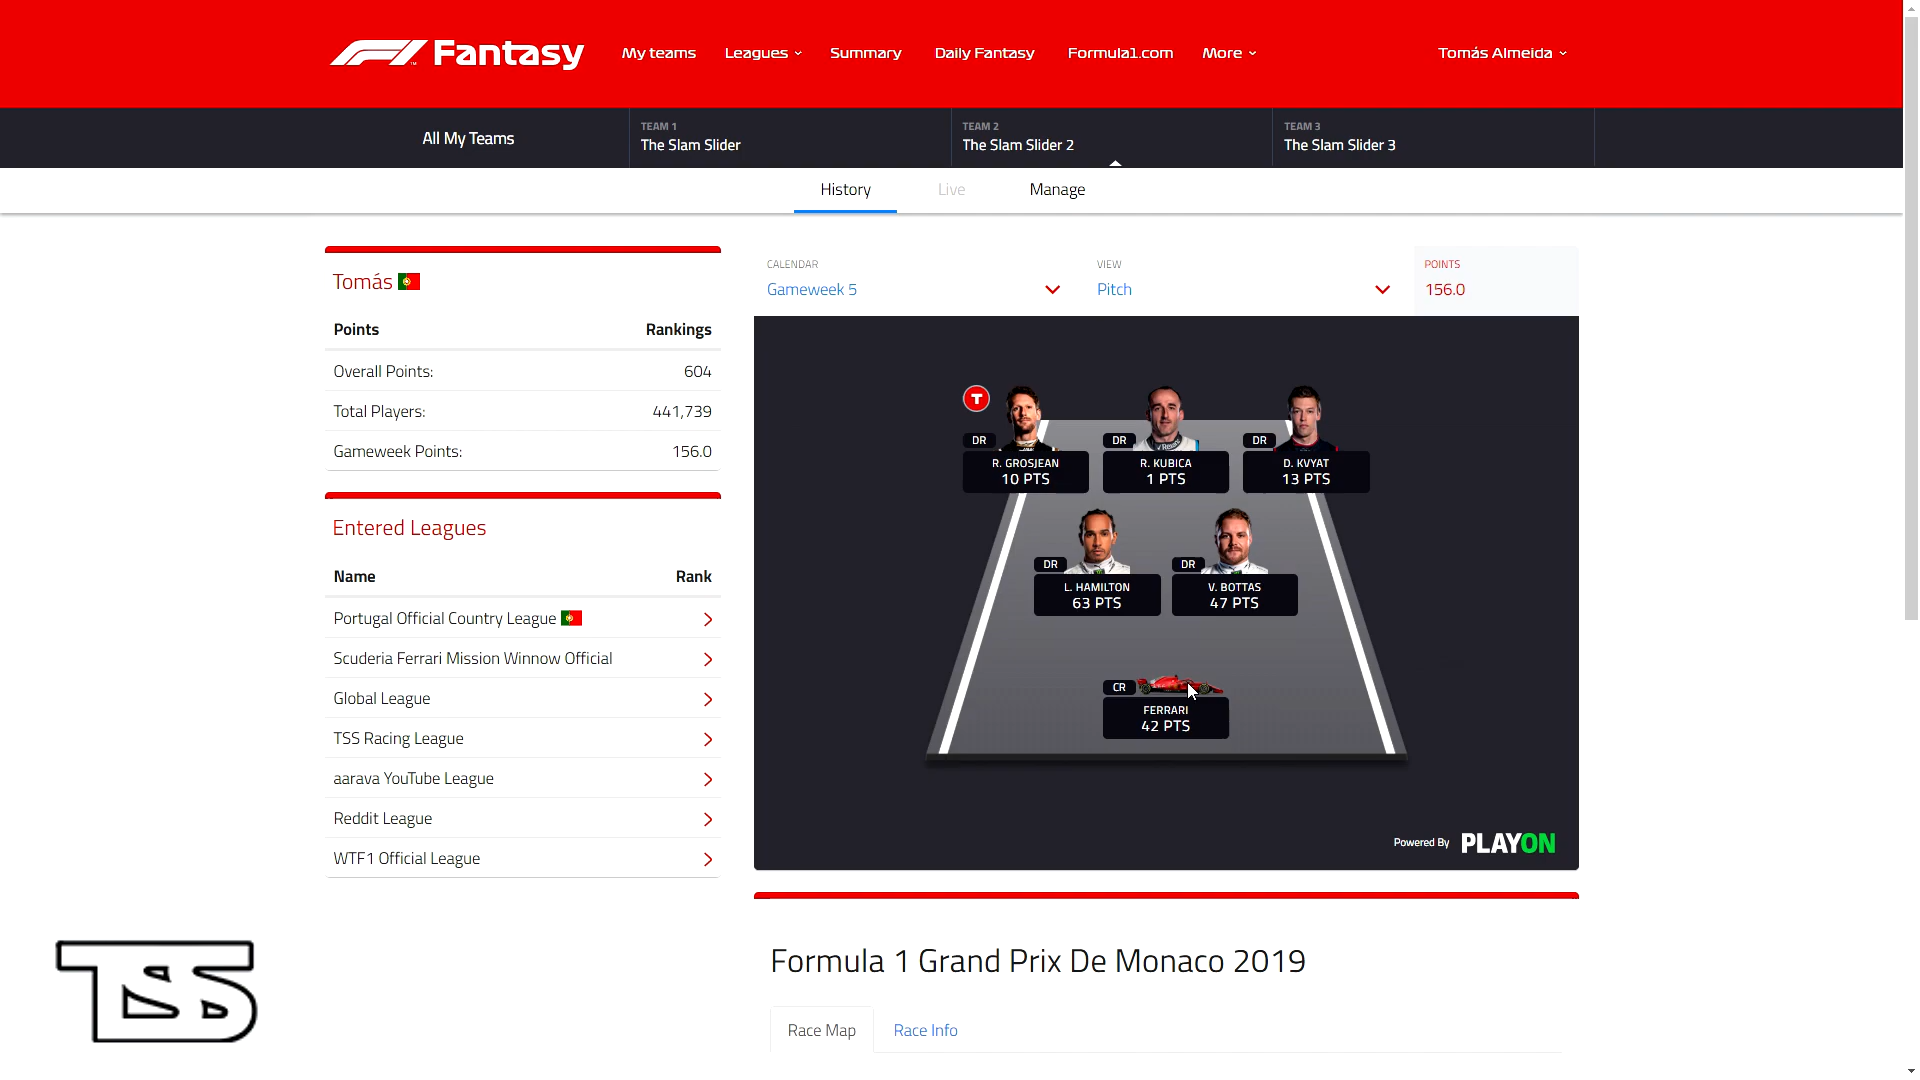 F1 Fantasy
My teams
Leagues
Summary
Daily Fantasy
Formula1.com
More
Tomás Almeida
All My Teams
TEAM 1
The Slam Slider
TEAM 2
The Slam Slider 2
TEAM 3
The Slam Slider 3
History
Live
Manage
Tomás
Points Rankings
Overall Points: 604
Total Players: 441,739
Gameweek Points: 156.0
Entered Leagues
Name Rank
Portugal Official Country League
Scuderia Ferrari Mission Winnow Official
Global League
TSS Racing League
aarava YouTube League
Reddit League
WTF1 Official League
CALENDAR
Gameweek 5
VIEW
Pitch
POINTS
156.0
T
DR
R. GROSJEAN
10 PTS
DR
R. KUBICA
1 PTS
DR
D. KVYAT
13 PTS
DR
L. HAMILTON
63 PTS
DR
V. BOTTAS
47 PTS
CR
FERRARI
42 PTS
Powered By PLAYON
Formula 1 Grand Prix De Monaco 2019
Race Map
Race Info
TSS